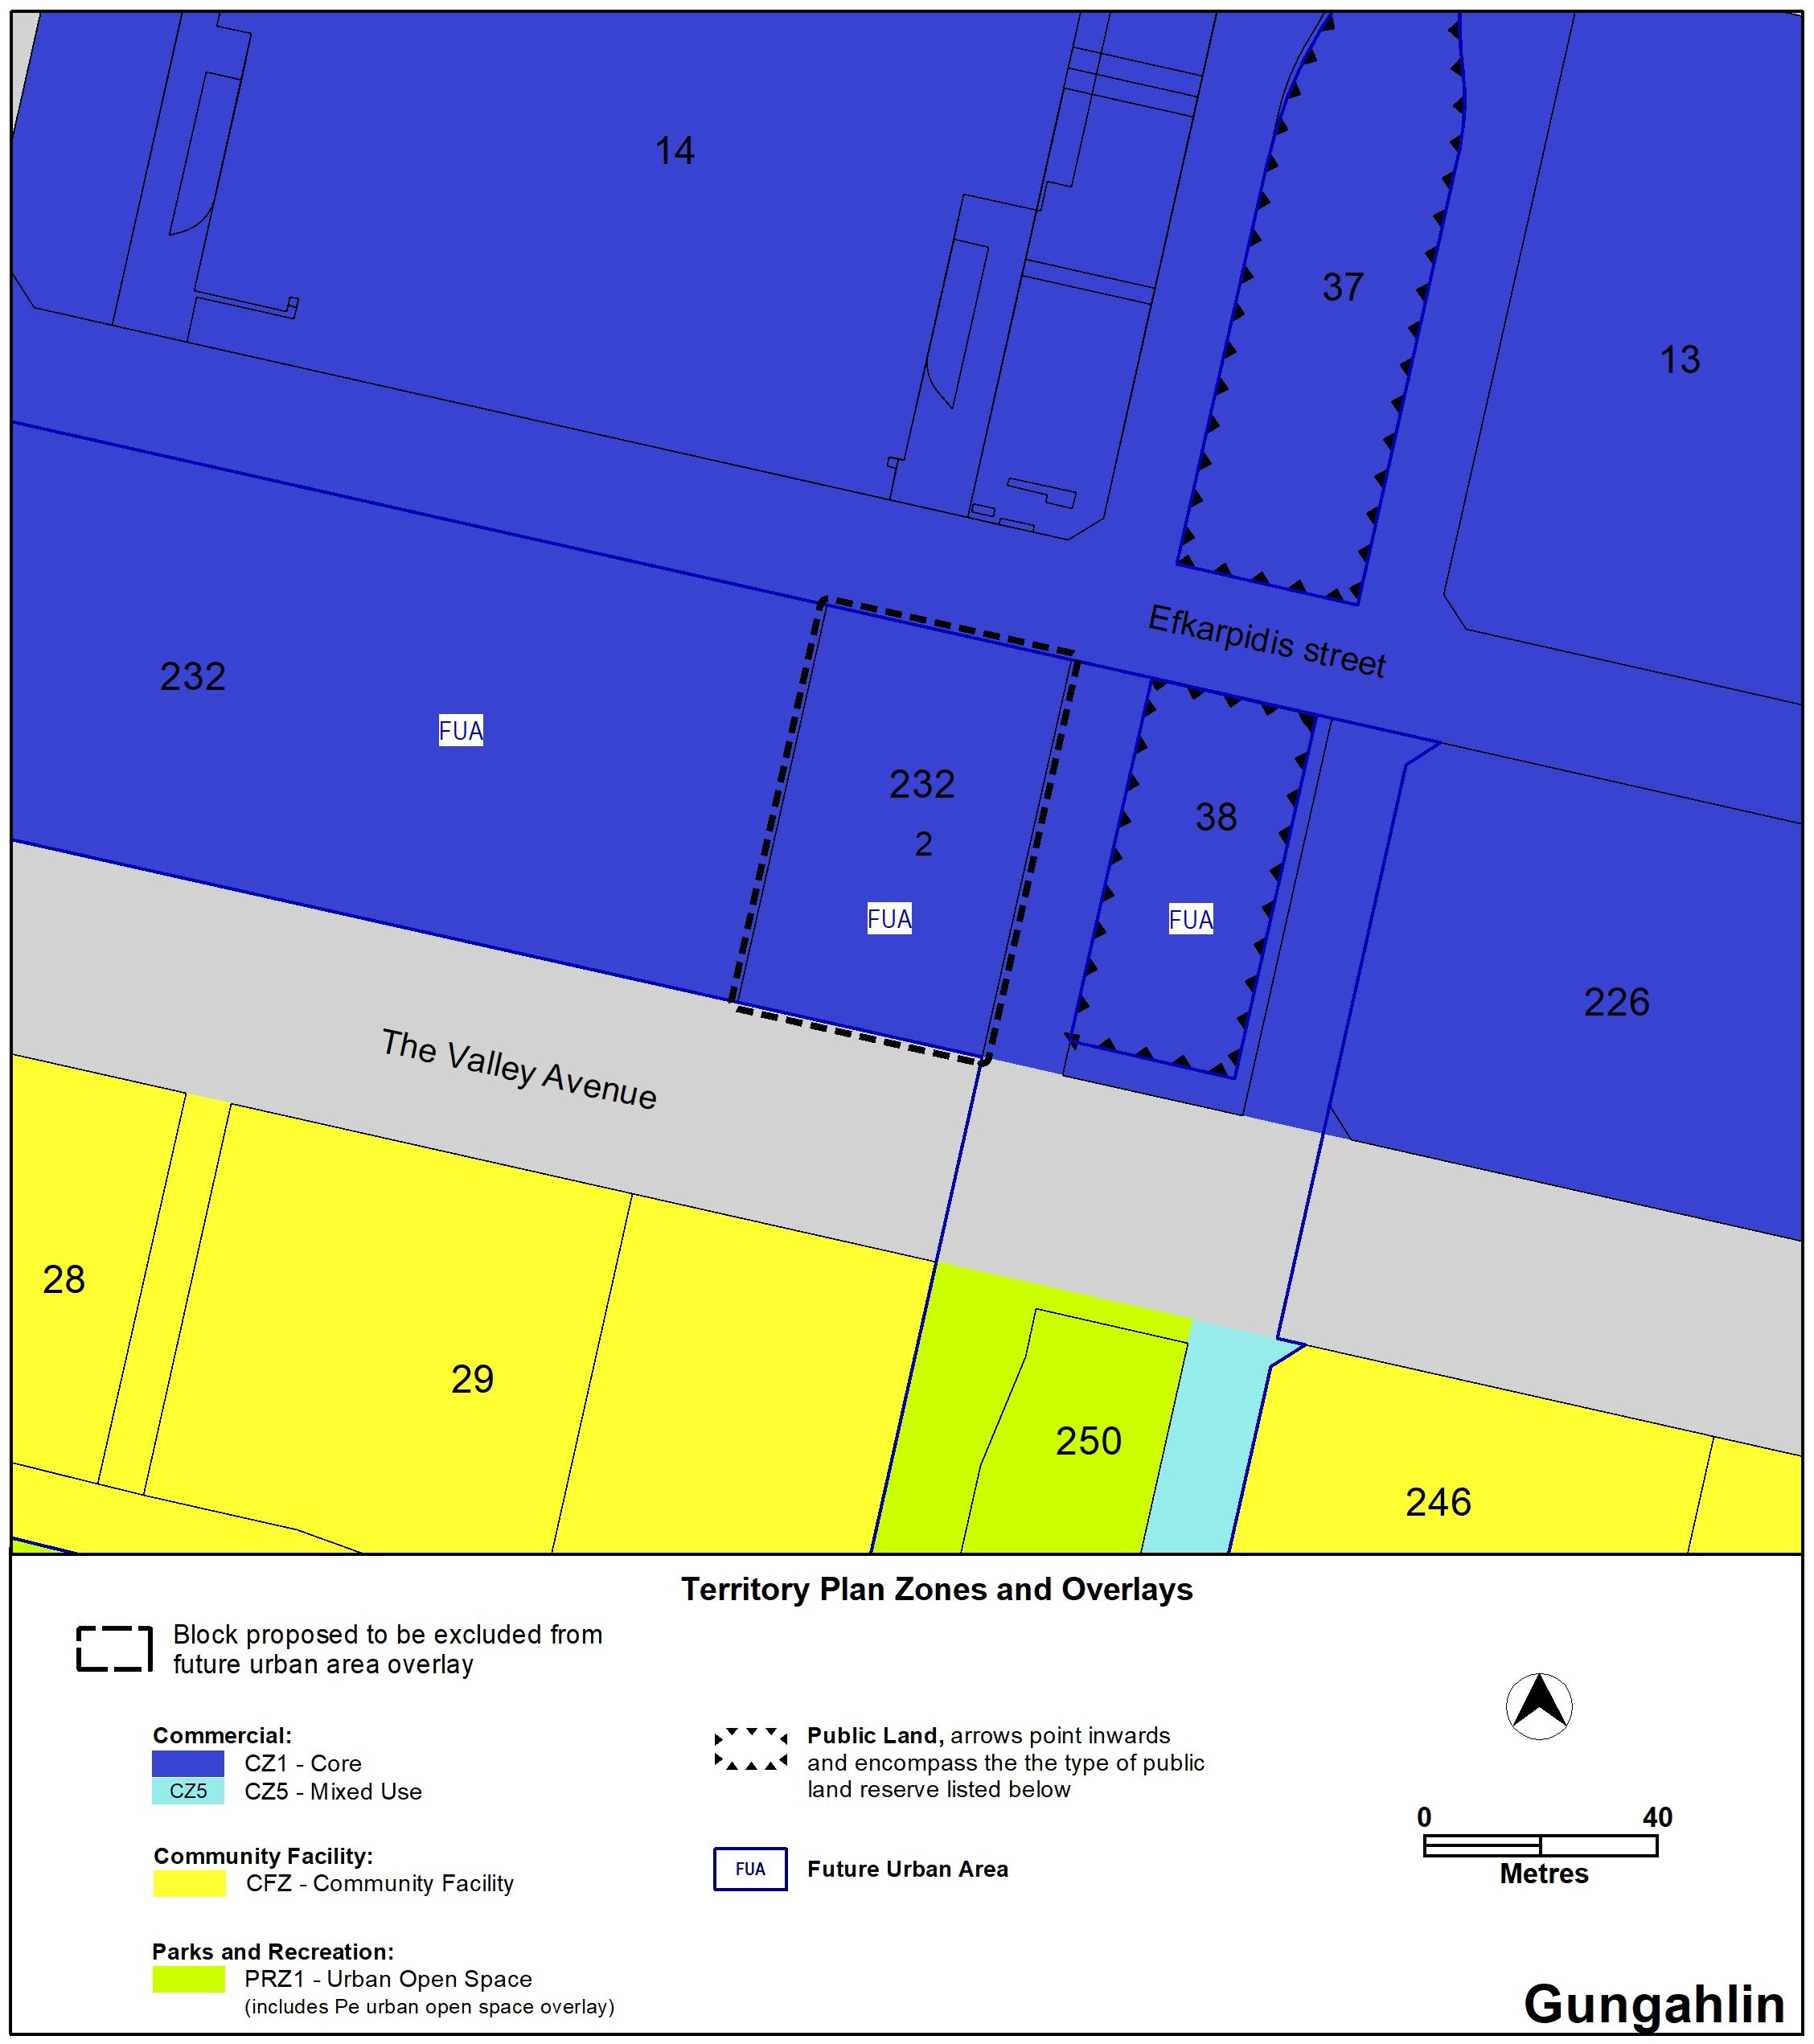 14
37
13
Efkarpidis street
232
FUA
232
2
38
FUA
FUA
226
The Valley Avenue
28
29
250
246
Territory Plan Zones and Overlays
Block proposed to be excluded from
future urban area overlay
Commercial:
CZ1 - Core
CZ5
CZ5 - Mixed Use
Community Facility:
CFZ - Community Facility
Parks and Recreation:
PRZ1 - Urban Open Space
(includes Pe urban open space overlay)
Public Land, arrows point inwards
and encompass the the type of public
land reserve listed below
FUA
Future Urban Area
0 40
Metres
Gungahlin